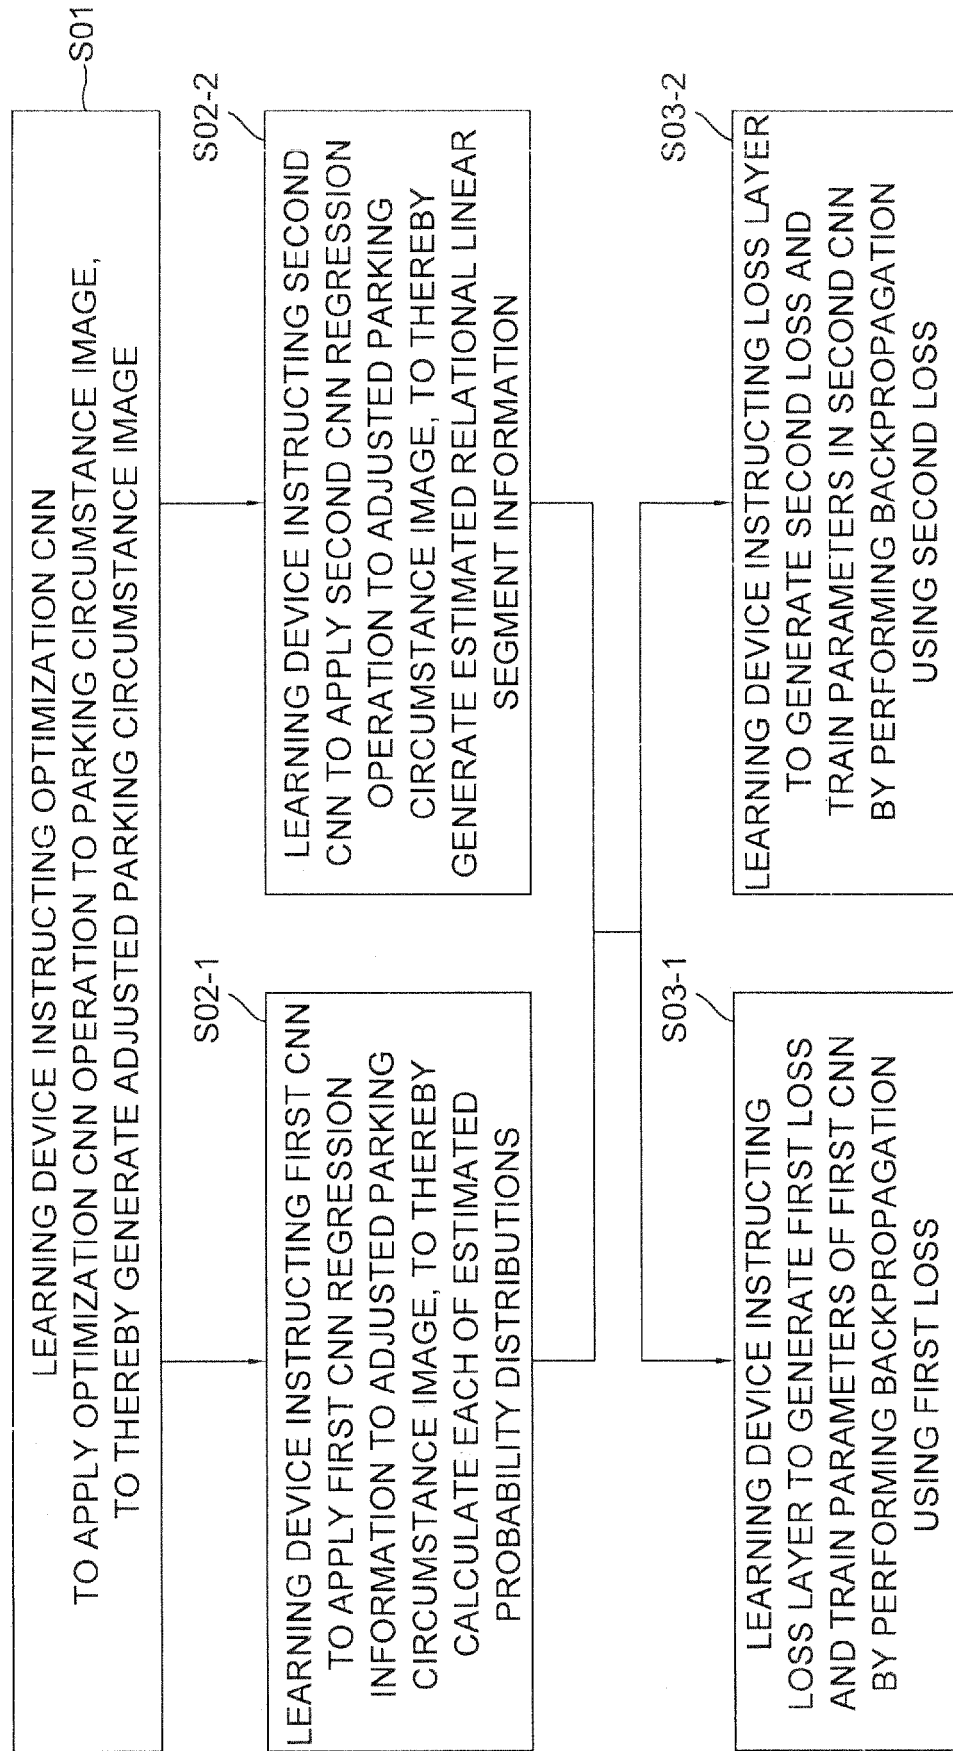 LEARNING DEVICE INSTRUCTING OPTIMIZATION CNN
TO APPLY OPTIMIZATION CNN OPERATION TO PARKING CIRCUMSTANCE IMAGE,
TO THEREBY GENERATE ADJUSTED PARKING CIRCUMSTANCE IMAGE
S01
S02-1
LEARNING DEVICE INSTRUCTING FIRST CNN
TO APPLY FIRST CNN REGRESSION
INFORMATION TO ADJUSTED PARKING
CIRCUMSTANCE IMAGE, TO THEREBY
CALCULATE EACH OF ESTIMATED
PROBABILITY DISTRIBUTIONS
S02-2
LEARNING DEVICE INSTRUCTING SECOND
CNN TO APPLY SECOND CNN REGRESSION
OPERATION TO ADJUSTED PARKING
CIRCUMSTANCE IMAGE, TO THEREBY
GENERATE ESTIMATED RELATIONAL LINEAR
SEGMENT INFORMATION
S03-1
LEARNING DEVICE INSTRUCTING
LOSS LAYER TO GENERATE FIRST LOSS
AND TRAIN PARAMETERS OF FIRST CNN
BY PERFORMING BACKPROPAGATION
USING FIRST LOSS
S03-2
LEARNING DEVICE INSTRUCTING LOSS LAYER
TO GENERATE SECOND LOSS AND
TRAIN PARAMETERS IN SECOND CNN
BY PERFORMING BACKPROPAGATION
USING SECOND LOSS